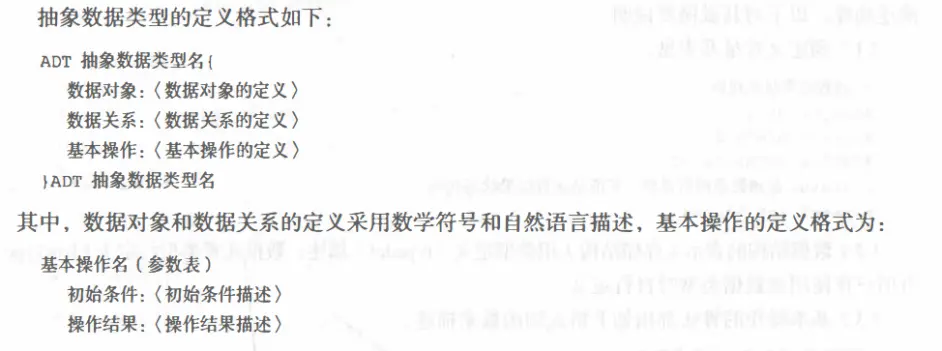 抽象数据类型的定义格式如下：
ADT 抽象数据类型名{
数据对象：〈数据对象的定义〉
数据关系：〈数据关系的定义〉
基本操作：〈基本操作的定义〉
}ADT 抽象数据类型名
其中，数据对象和数据关系的定义采用数学符号和自然语言描述，基本操作的定义格式为：
基本操作名（参数表）
初始条件：〈初始条件描述〉
操作结果：〈操作结果描述〉